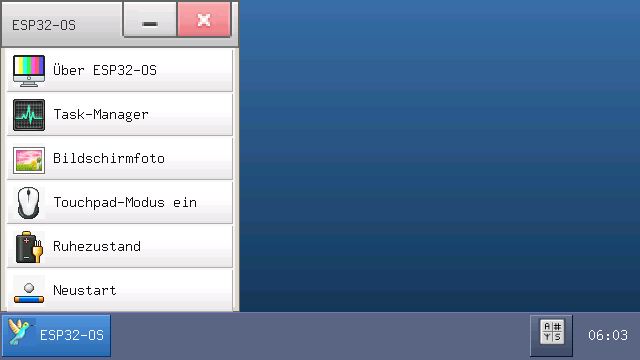 ESP32-OS
Über ESP32-OS
Task-Manager
Bildschirmfoto
Touchpad-Modus ein
Ruhezustand
Neustart
ESP32-OS
A #
T S
06:03